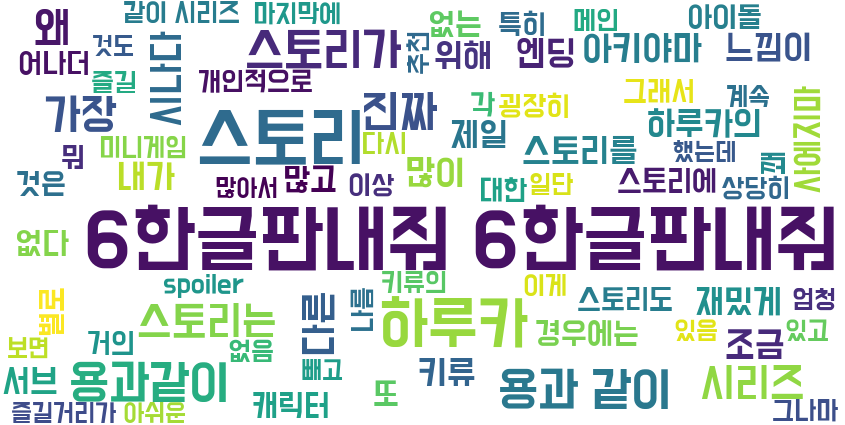 같이 시리즈 마지막에 없는 특히 메인 아이돌
왜 것도 스토리가 추천 위해 엔딩 아키야마 느낌이
어나더 즐길 시나다 개인적으로 그래서 계속
가장 진짜 각 굉장히 하루카의 사에지마
미니게임 스토리 다시 제일 스토리를 했는데 꽤
뭐 내가 많이
것은 많아서 많고 이상 대한 일단 스토리에 상당히
없다 6한글판내줘 6한글판내줘
spoiler 키류의 이게
별로 스토리는 다른 나름 하루카 스토리도 재밌게 엄청
보면 거의 없음 경우에는 있음 조금 있고
서브 용과같이 빼고 키류 용과 같이 시리즈
즐길거리가 아쉬운 캐릭터 또 그나마